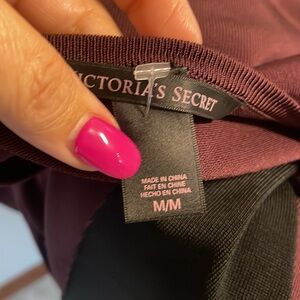 VICTORIA'S SECRET
MADE IN CHINA
FAIT EN CHINE
HECHO EN CHINA
M/M